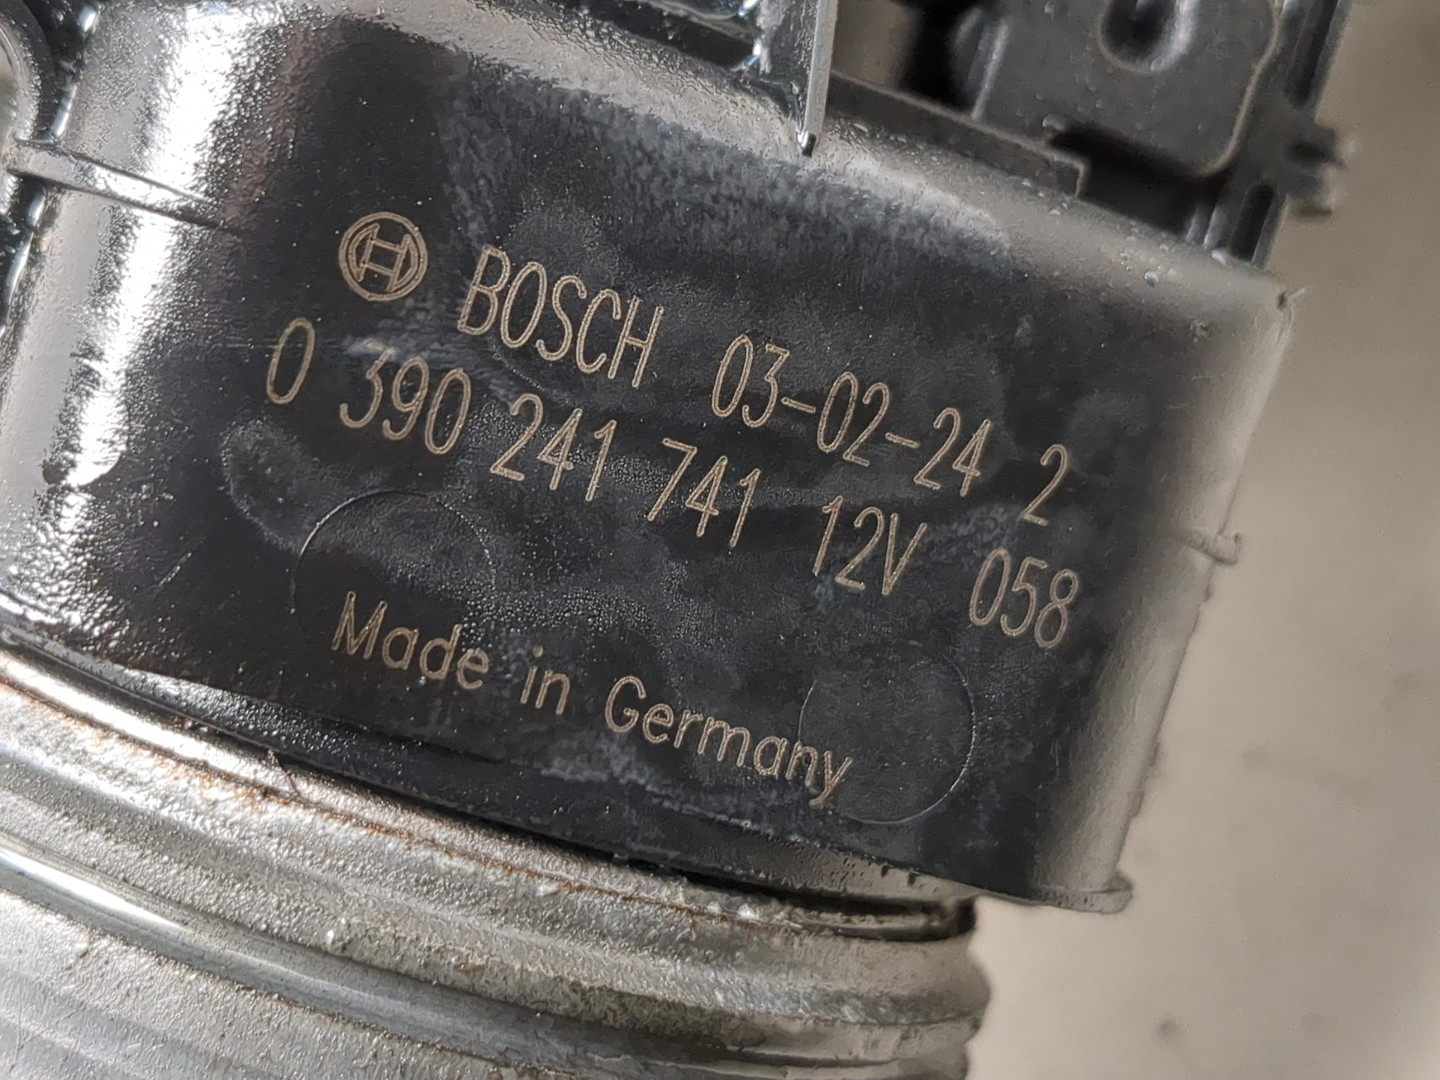 BOSCH 03-02-24 2
0 390 241 741 12V 058
Made in Germany